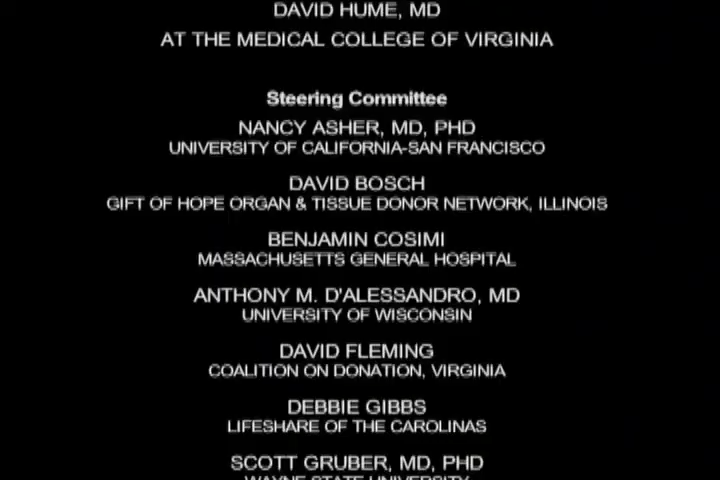 DAVID HUME, MD
AT THE MEDICAL COLLEGE OF VIRGINIA
Steering Committee
NANCY ASHER, MD, PHD
UNIVERSITY OF CALIFORNIA-SAN FRANCISCO
DAVID BOSCH
GIFT OF HOPE ORGAN & TISSUE DONOR NETWORK, ILLINOIS
BENJAMIN COSIMI
MASSACHUSETTS GENERAL HOSPITAL
ANTHONY M. D'ALESSANDRO, MD
UNIVERSITY OF WISCONSIN
DAVID FLEMING
COALITION ON DONATION, VIRGINIA
DEBBIE GIBBS
LIFESHARE OF THE CAROLINAS
SCOTT GRUBER, MD, PHD
WAYNE STATE UNIVERSITY